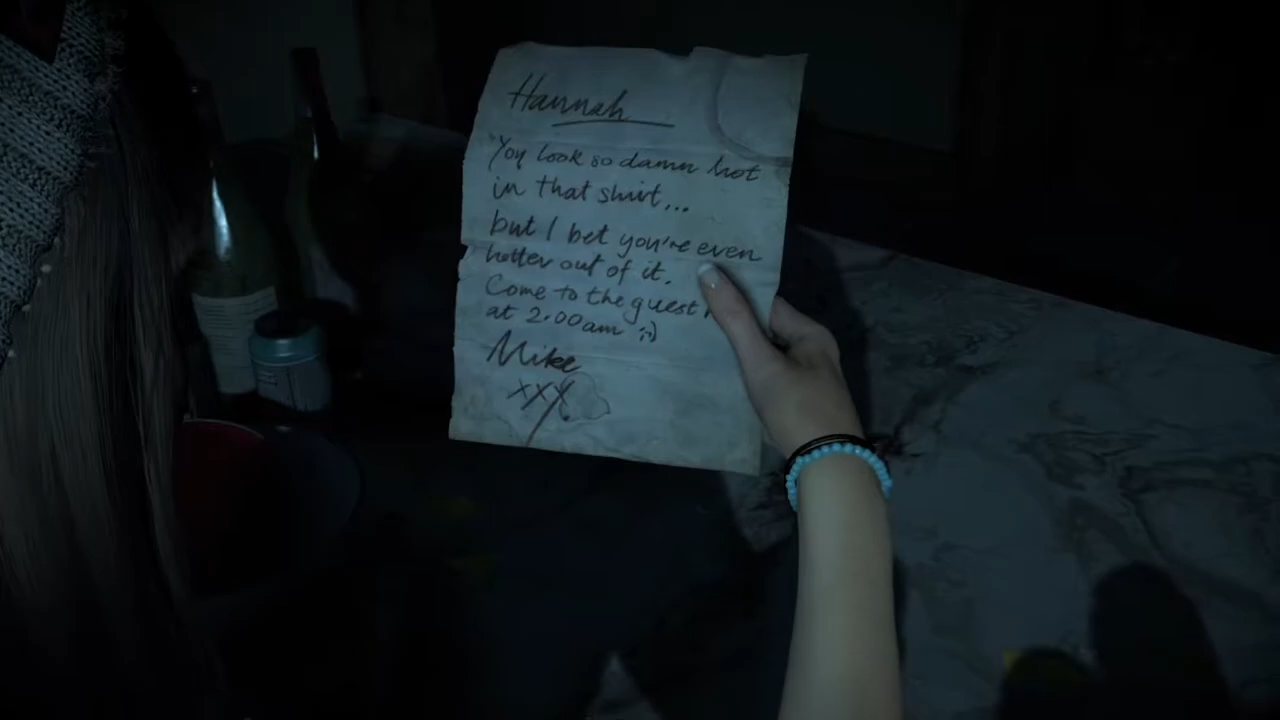 Hannah
You look so damn hot
in that shirt...
but I bet you're even
hotter out of it.
Come to the guest
at 2.00am ;)
Mike
xxx